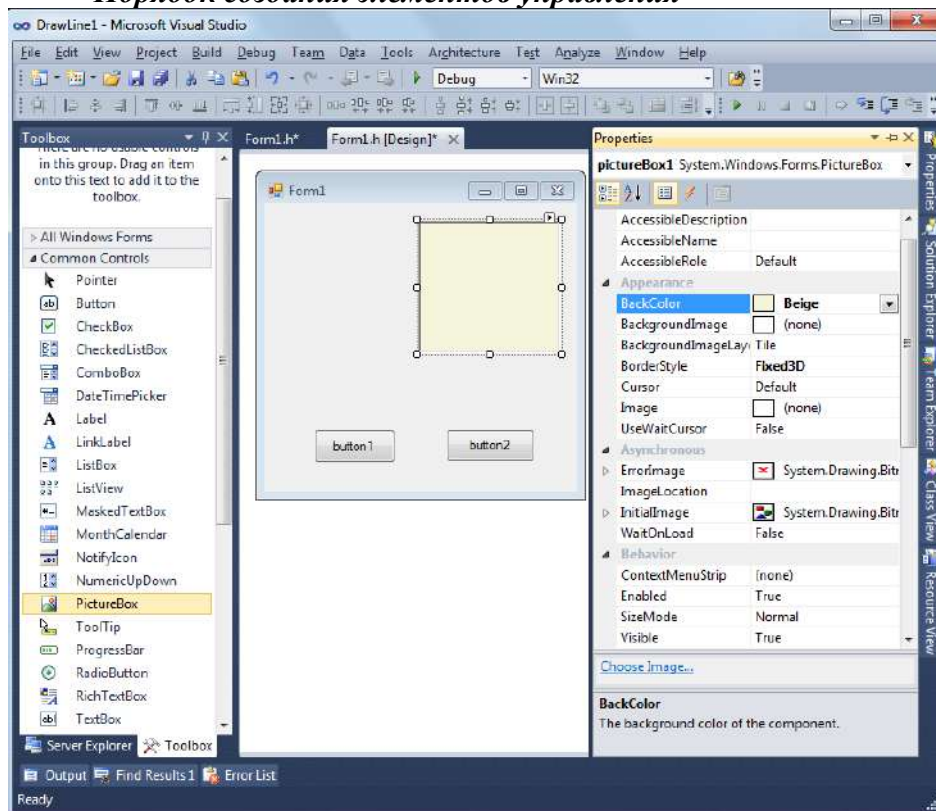 Порядок создания элементов управления
DrawLine1 - Microsoft Visual Studio
File Edit View Project Build Debug Team Data Tools Architecture Test Analyze Window Help
Debug Win32
Toolbox
there are no usable controls
in this group. Drag an item
onto this text to add it to the
toolbox.
All Windows Forms
Common Controls
Pointer
Button
CheckBox
CheckedListBox
ComboBox
DateTimePicker
Label
LinkLabel
ListBox
ListView
MaskedTextBox
MonthCalendar
NotifyIcon
NumericUpDown
PictureBox
ToolTip
ProgressBar
RadioButton
RichTextBox
TextBox
Server Explorer Toolbox
Form1.h* Form1.h [Design]*
Form1
button1 button2
Properties
pictureBox1 System.Windows.Forms.PictureBox
AccessibleDescription
AccessibleName
AccessibleRole Default
Appearance
BackColor Beige
BackgroundImage (none)
BackgroundImageLay Tile
BorderStyle Fixed3D
Cursor Default
Image (none)
UseWaitCursor False
Asynchronous
ErrorImage System.Drawing.Bitr
ImageLocation
InitialImage System.Drawing.Bitr
WaitOnLoad False
Behavior
ContextMenuStrip (none)
Enabled True
SizeMode Normal
Visible True
Choose Image...
BackColor
The background color of the component.
Properties
Solution Explorer
Team Explorer
Class View
Resource View
Output Find Results 1 Error List
Ready